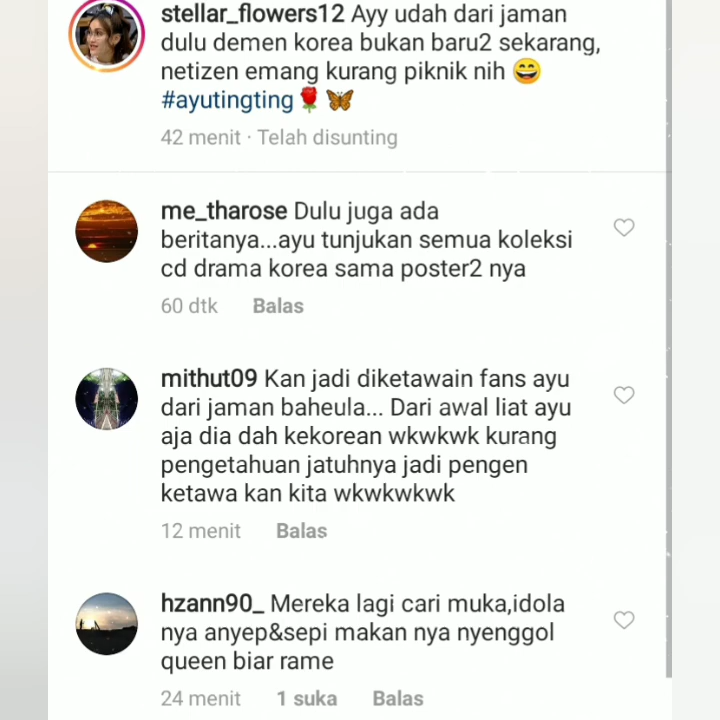 stellar_flowers12 Ayy udah dari jaman
dulu demen korea bukan baru2 sekarang,
netizen emang kurang piknik nih 😄
#ayutingting🌹🦋
42 menit · Telah disunting
me_tharose Dulu juga ada
beritanya...ayu tunjukan semua koleksi
cd drama korea sama poster2 nya
60 dtk Balas
mithut09 Kan jadi diketawain fans ayu
dari jaman baheula... Dari awal liat ayu
aja dia dah kekorean wkwkwk kurang
pengetahuan jatuhnya jadi pengen
ketawa kan kita wkwkwkwk
12 menit Balas
hzann90_ Mereka lagi cari muka,idola
nya anyep&sepi makan nya nyenggol
queen biar rame
24 menit 1 suka Balas